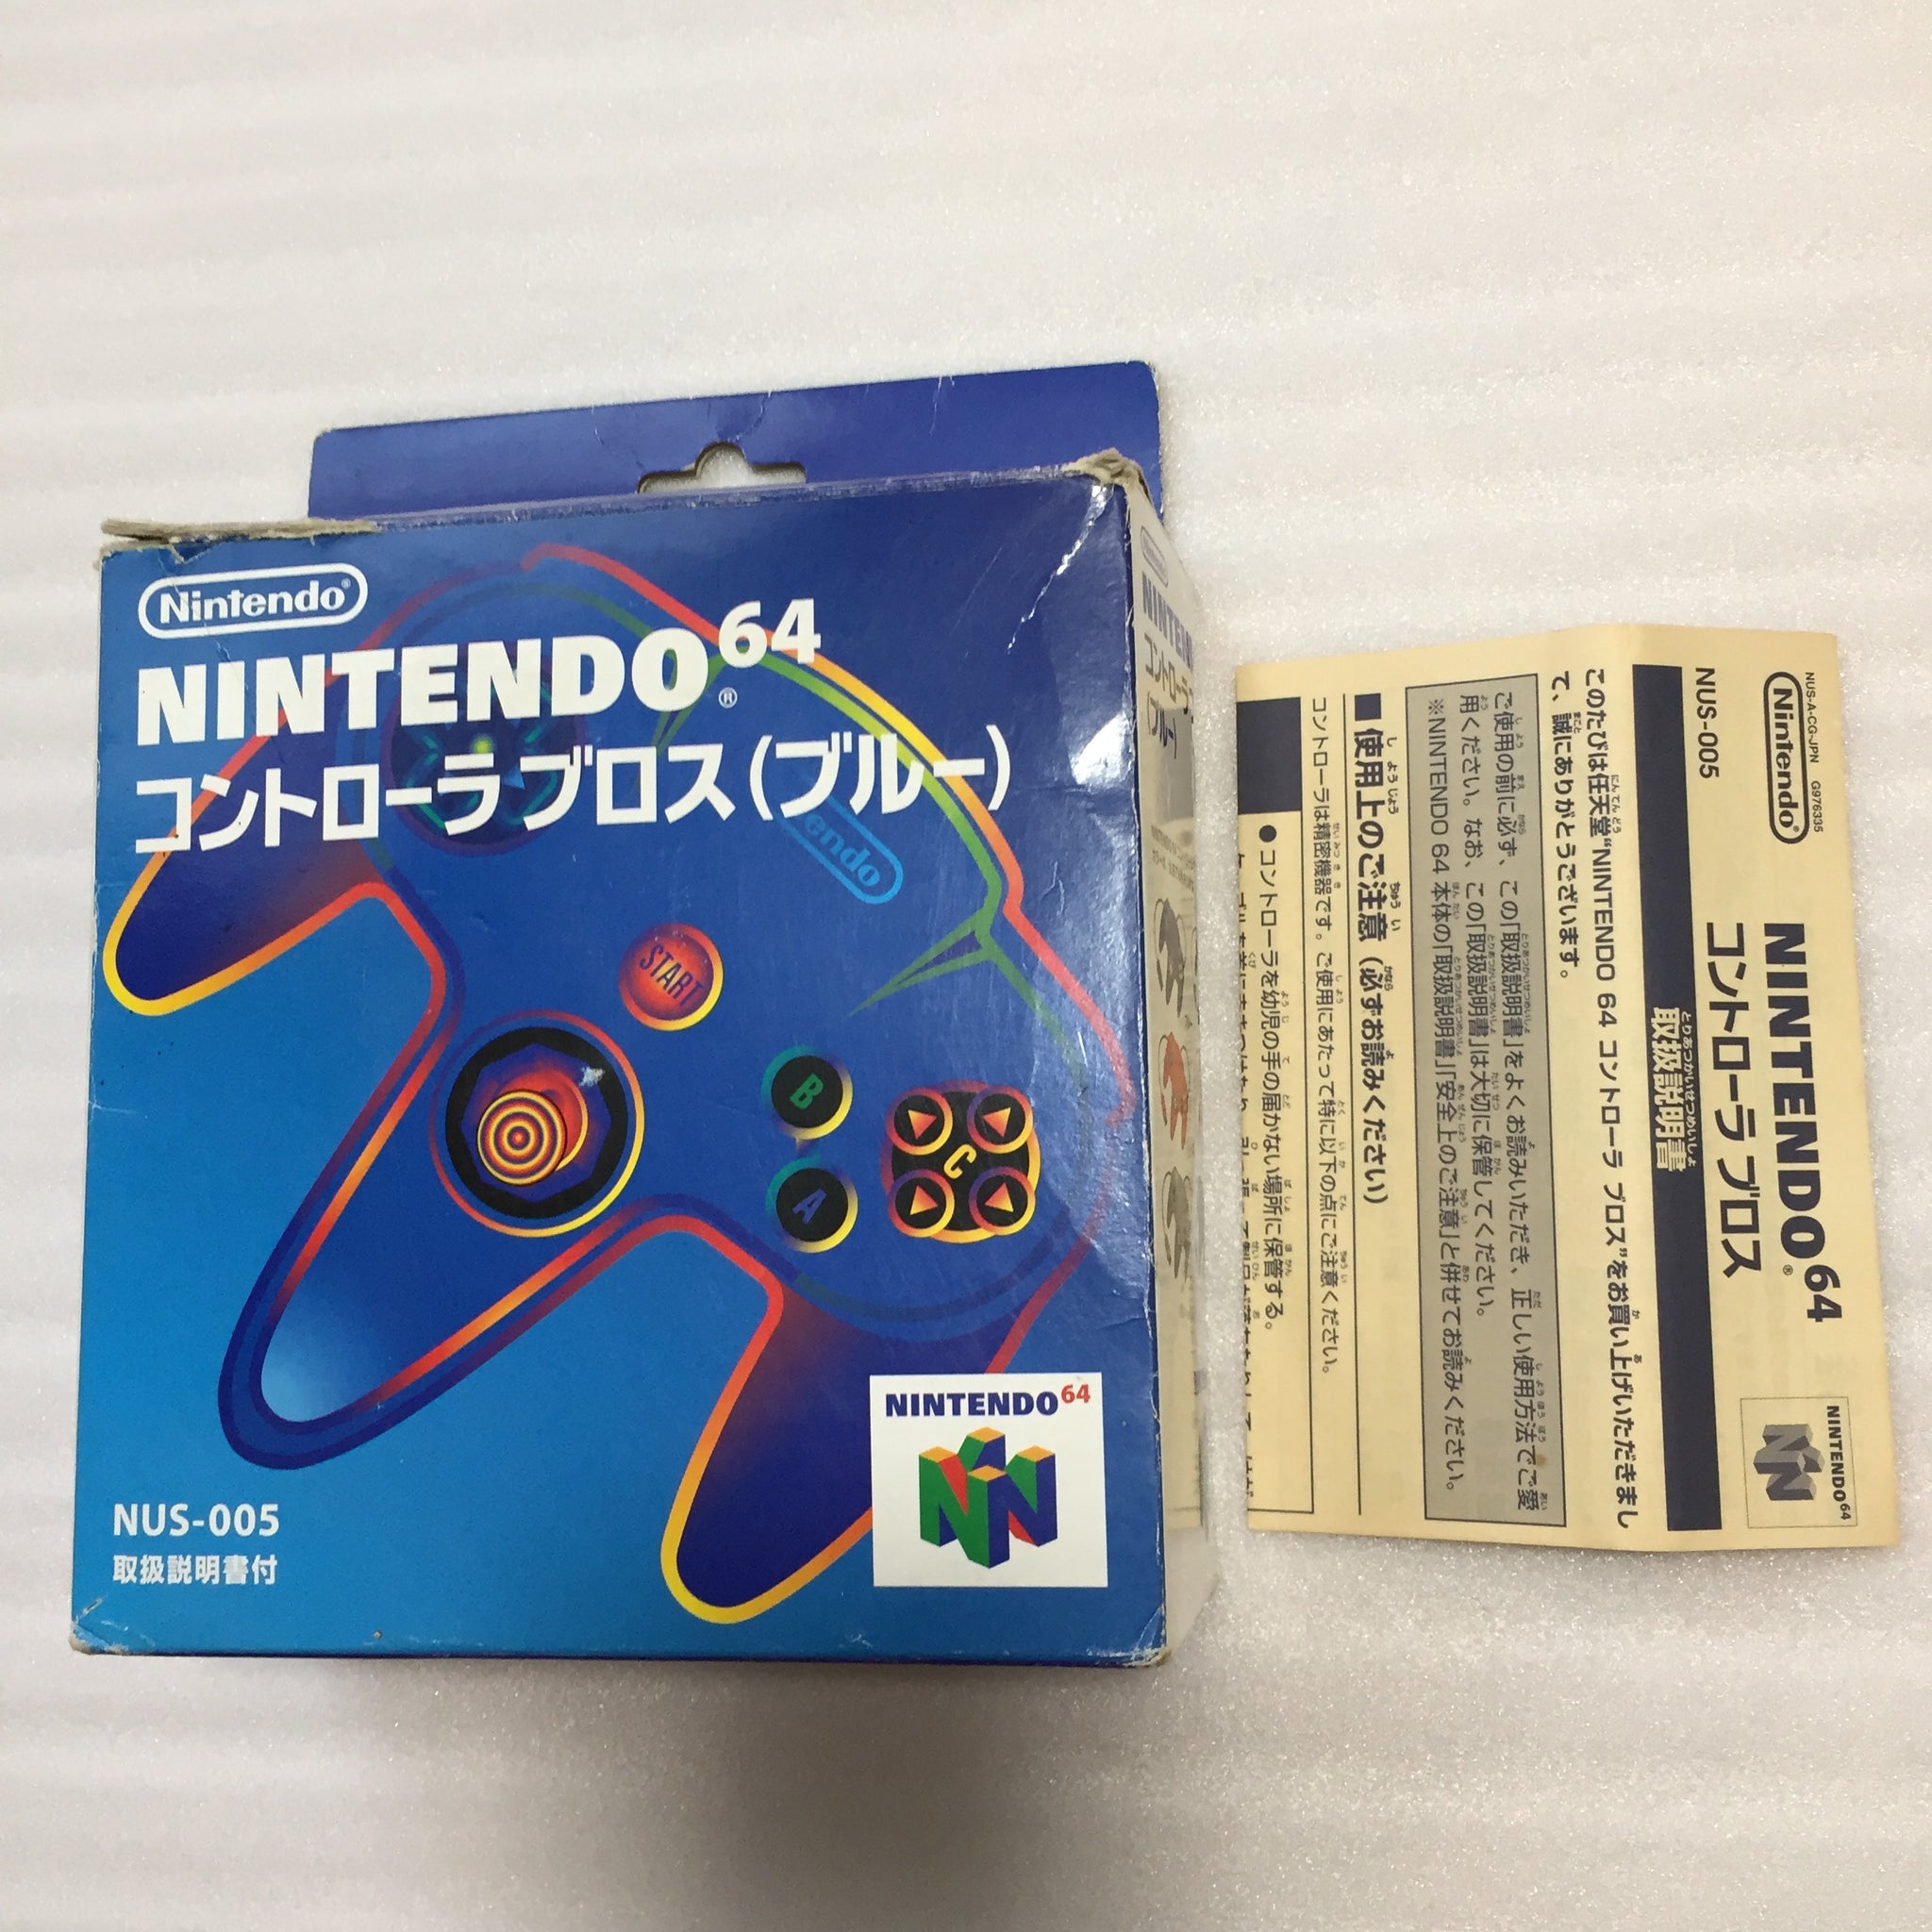 Nintendo®
NINTENDO64®
コントローラブロス(ブルー)
endo
START
B
A
C
NINTENDO64
NUS-005
取扱説明書付
NINTEN
コントローラ
(ブルー
NUS-A-CG-JPN G976335
Nintendo®
NUS-005
NINTENDO64®
コントローラ ブロス
NINTENDO64
取扱説明書
このたびは任天堂“NINTENDO 64 コントローラ ブロス”をお買い上げいただきまし
て、誠にありがとうございます。
ご使用の前に必ず、この「取扱説明書」をよくお読みいただき、正しい使用方法でご愛
用ください。なお、この「取扱説明書」は大切に保管してください。
※NINTENDO 64 本体の「取扱説明書」「安全上のご注意」と併せてお読みください。
■使用上のご注意(必ずお読みください)
コントローラは精密機器です。ご使用にあたって特に以下の点にご注意ください。
●コントローラを幼児の手の届かない場所に保管する。